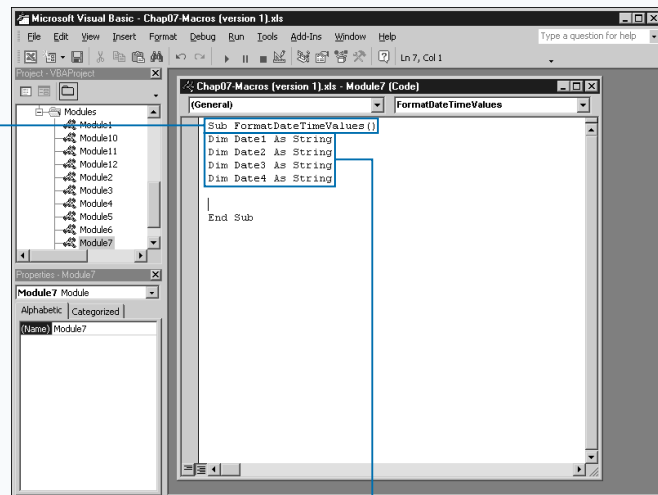 Microsoft Visual Basic - Chap07-Macros (version 1).xls
File Edit View Insert Format Debug Run Tools Add-Ins Window Help
Type a question for help
Ln 7, Col 1
Project - VBAProject
Modules
Module1
Module10
Module11
Module12
Module2
Module3
Module4
Module5
Module6
Module7
Properties - Module7
Module7 Module
Alphabetic Categorized
(Name) Module7
Chap07-Macros (version 1).xls - Module7 (Code)
(General) FormatDateTimeValues
Sub FormatDateTimeValues()
Dim Date1 As String
Dim Date2 As String
Dim Date3 As String
Dim Date4 As String
End Sub